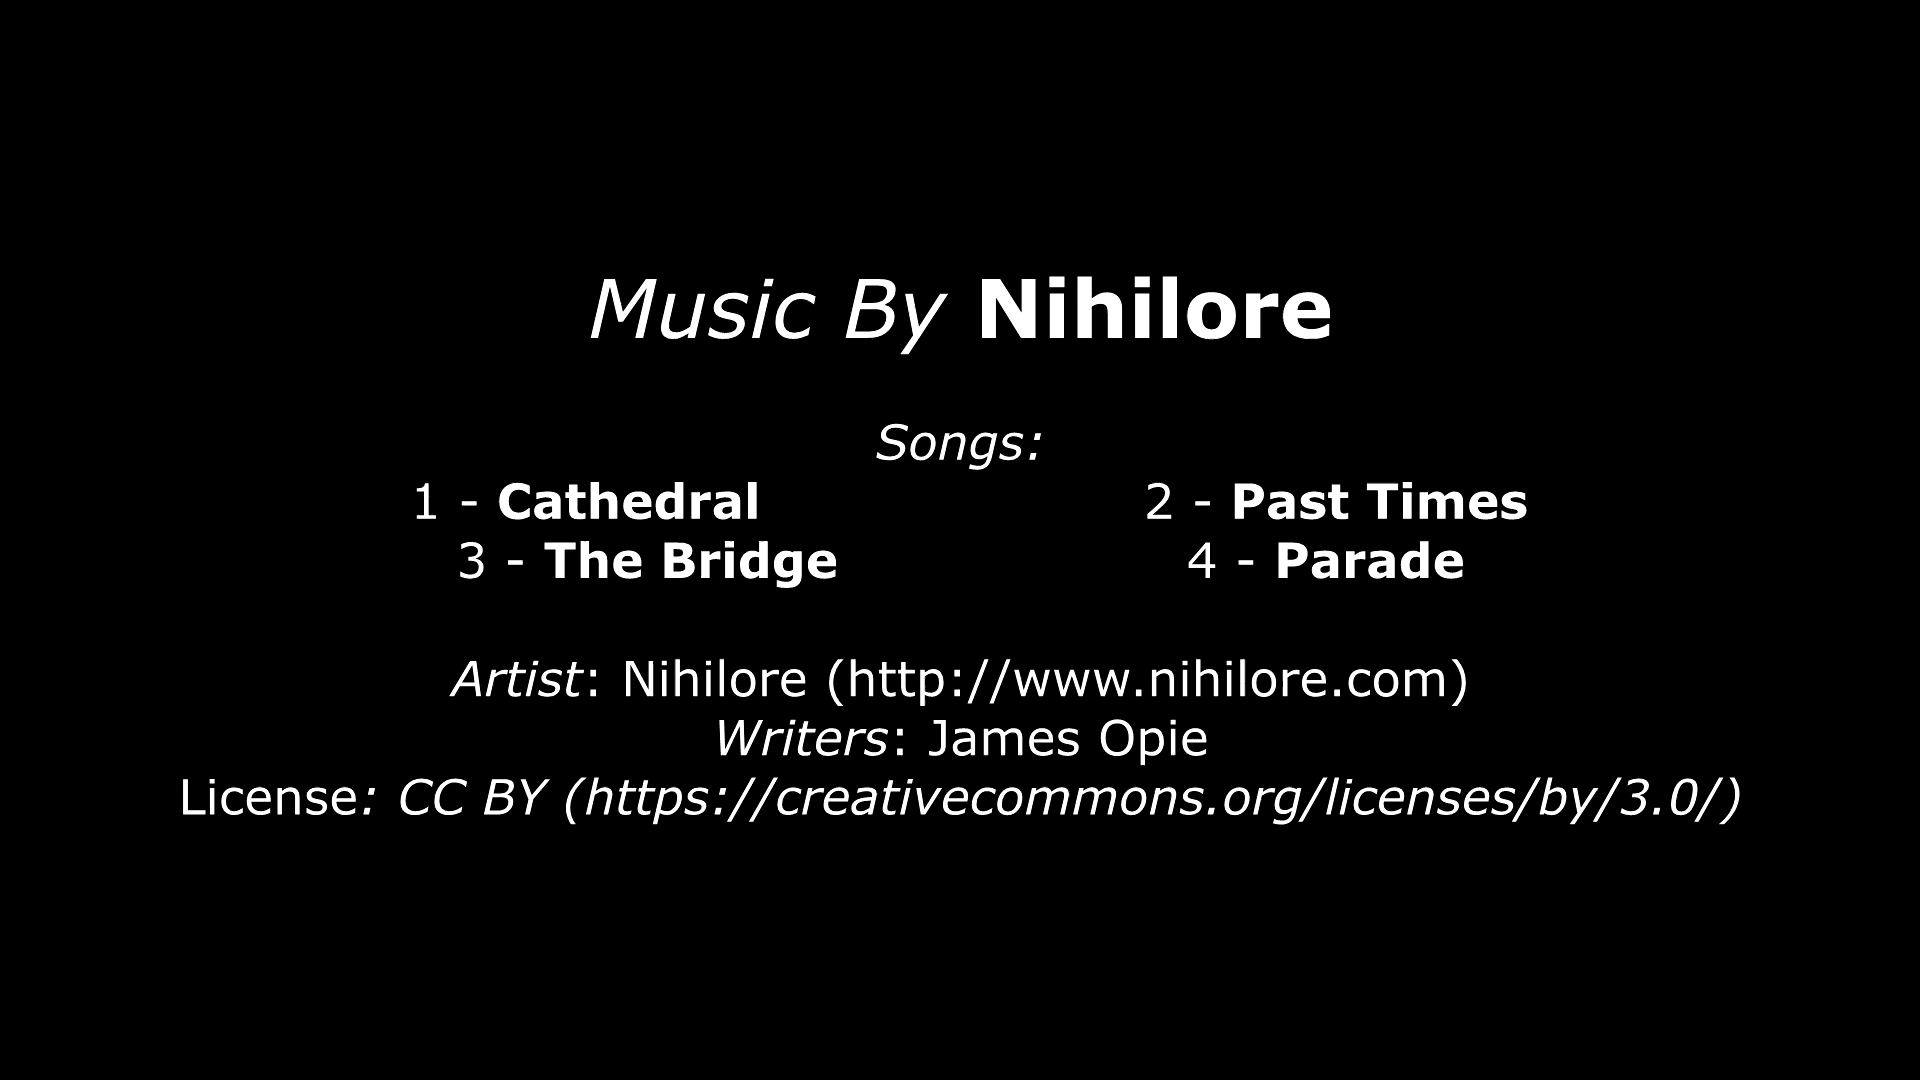 Music By Nihilore
Songs:
1 - Cathedral 2 - Past Times
3 - The Bridge 4 - Parade
Artist: Nihilore (http://www.nihilore.com)
Writers: James Opie
License: CC BY (https://creativecommons.org/licenses/by/3.0/)